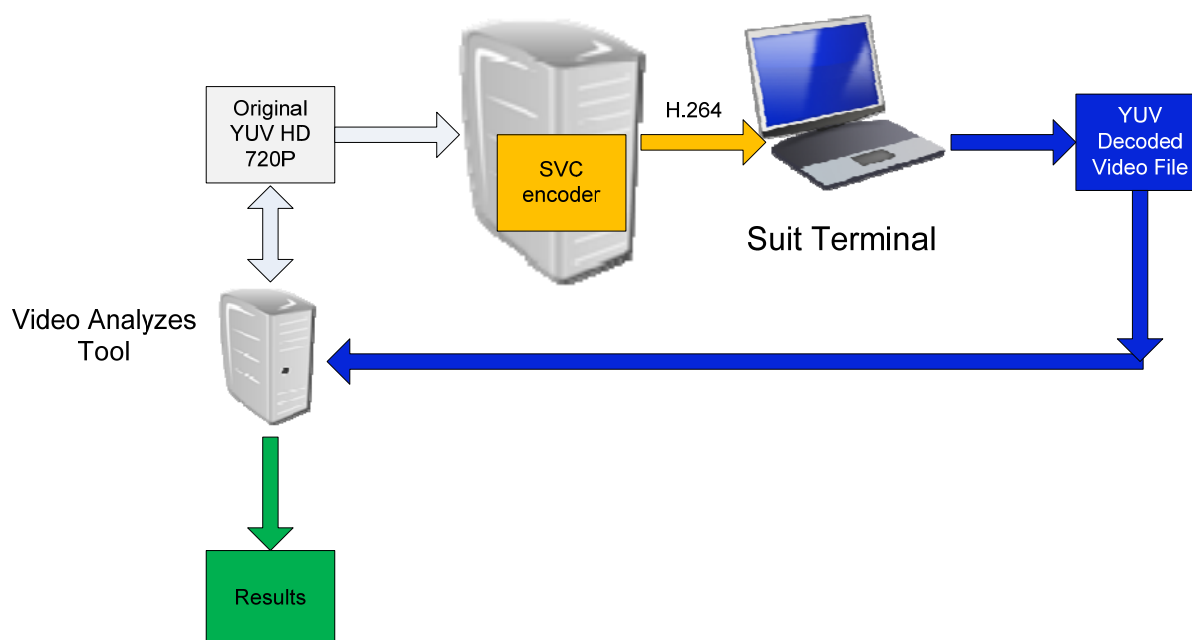 Original
YUV HD
720P
SVC
encoder
H.264
Suit Terminal
YUV
Decoded
Video File
Video Analyzes
Tool
Results